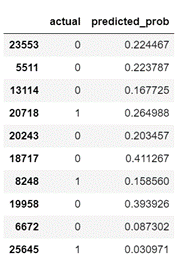 actual predicted_prob
23553 0 0.224467
5511 0 0.223787
13114 0 0.167725
20718 1 0.264988
20243 0 0.203457
18717 0 0.411267
8248 1 0.158560
19958 0 0.393926
6672 0 0.087302
25645 1 0.030971